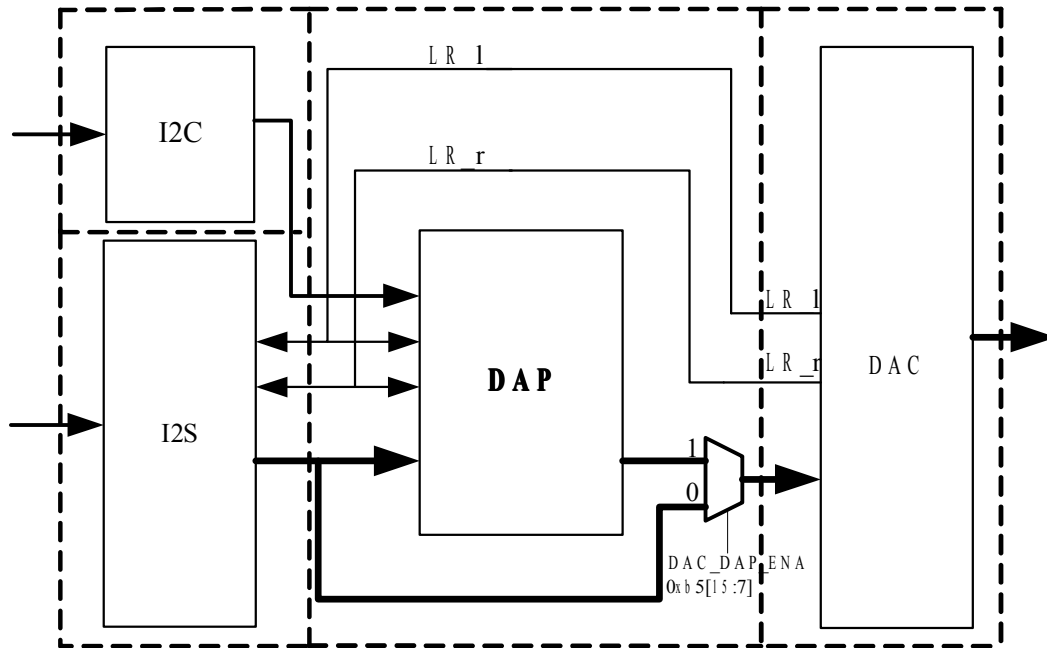 LR_l
I2C
LR_r
LR_l
LR_r
DAP
DAC
I2S
1
0
DAC_DAP_ENA
0xb5[15:7]